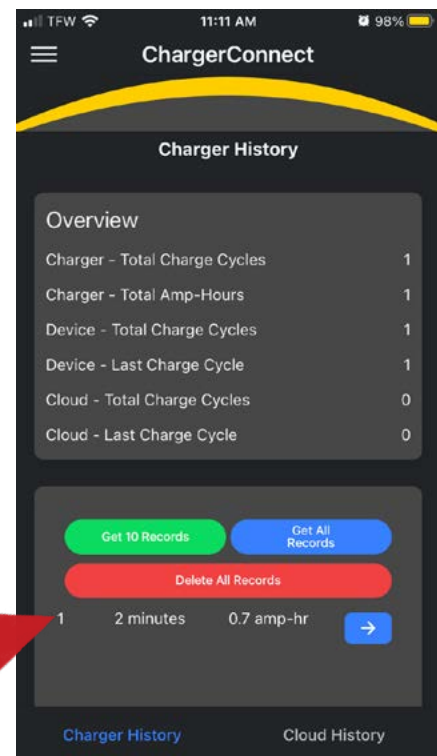 TFW 11:11 AM 98%
ChargerConnect
Charger History
Overview
Charger - Total Charge Cycles 1
Charger - Total Amp-Hours 1
Device - Total Charge Cycles 1
Device - Last Charge Cycle 1
Cloud - Total Charge Cycles 0
Cloud - Last Charge Cycle 0
Get 10 Records
Get All
Records
Delete All Records
1 2 minutes 0.7 amp-hr
Charger History Cloud History